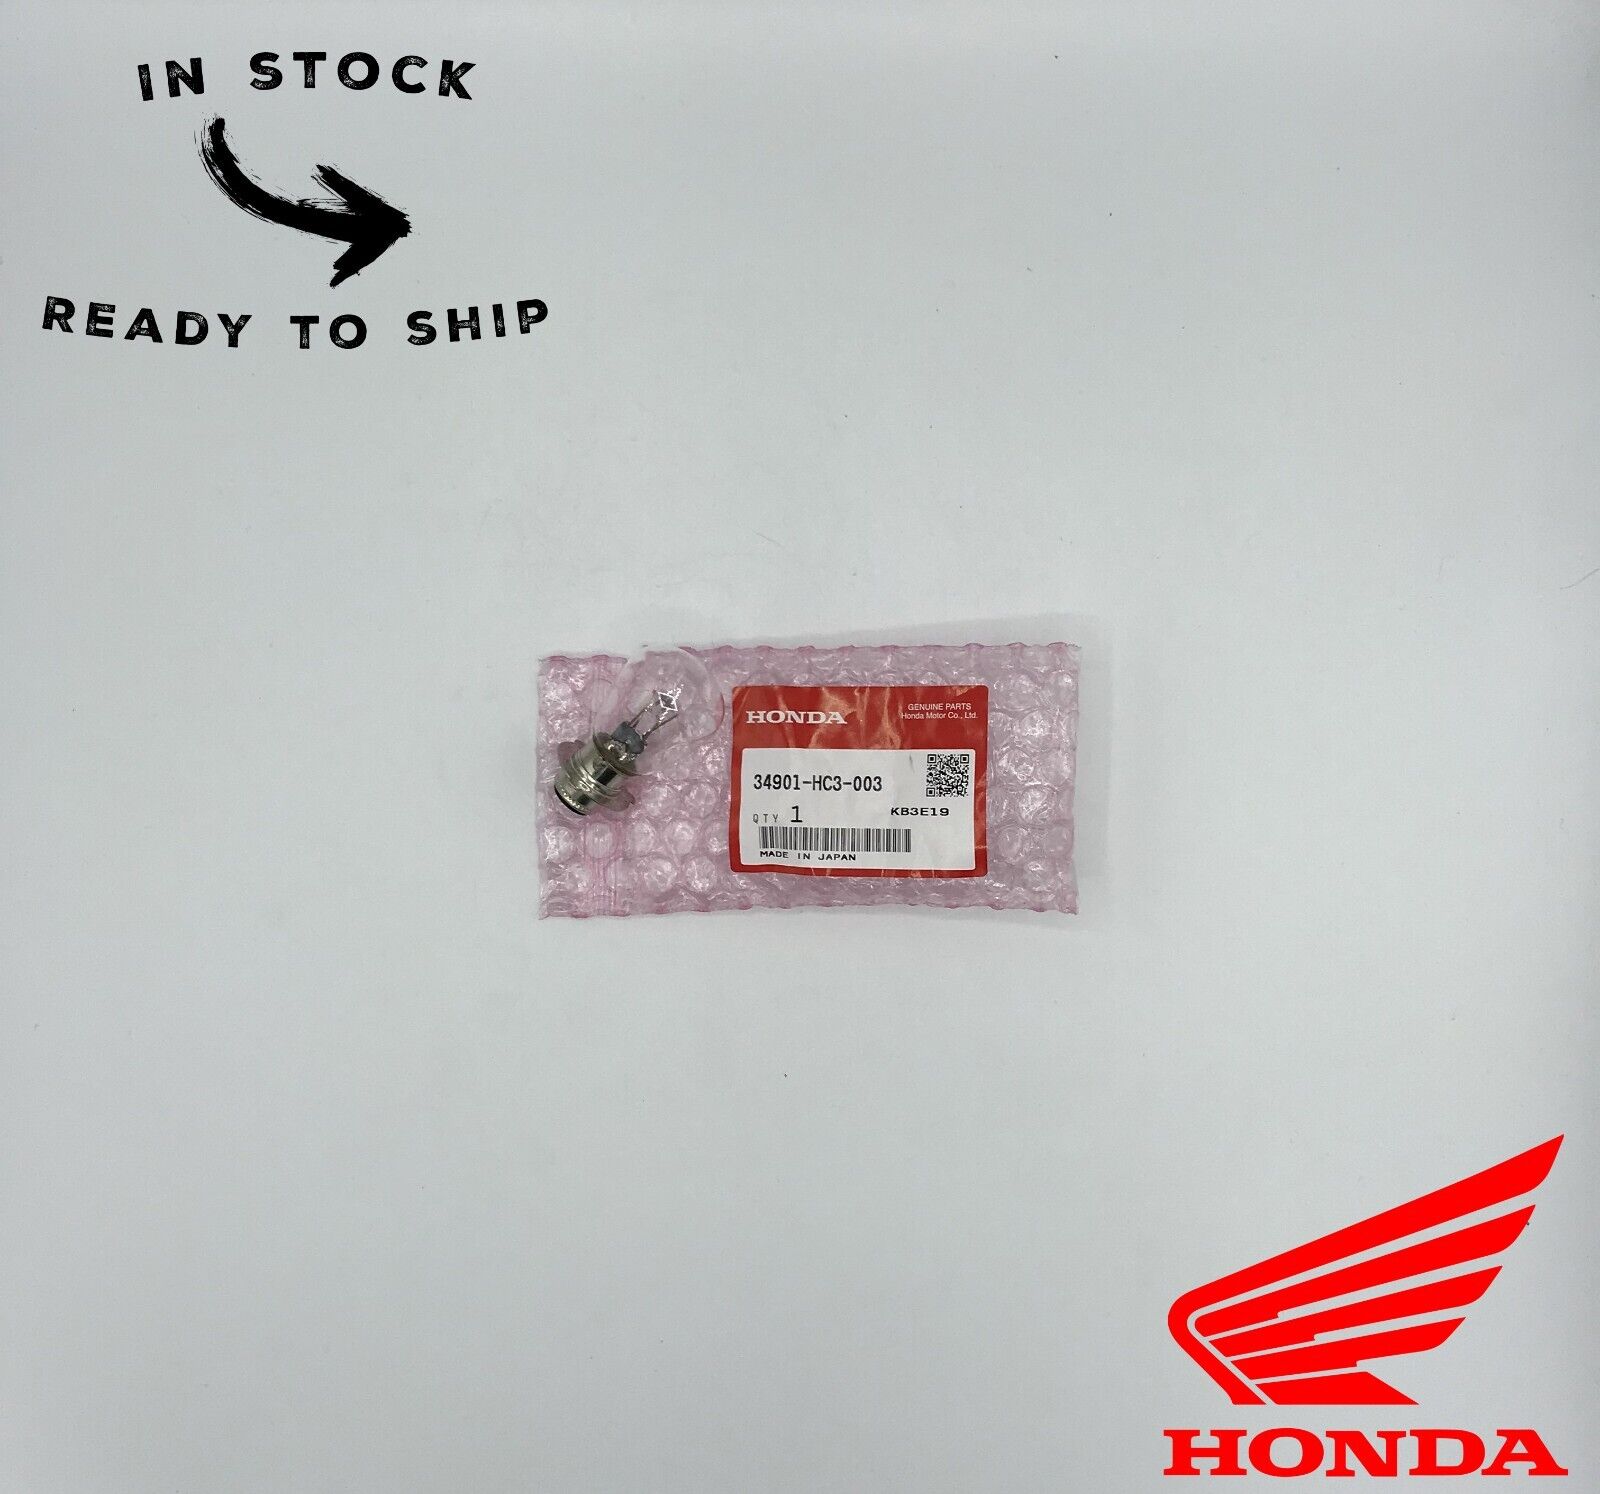 IN STOCK
READY TO SHIP
HONDA
GENUINE PARTS
Honda Motor Co., Ltd.
34901-HC3-003
QTY 1
KB3E19
MADE IN JAPAN
HONDA